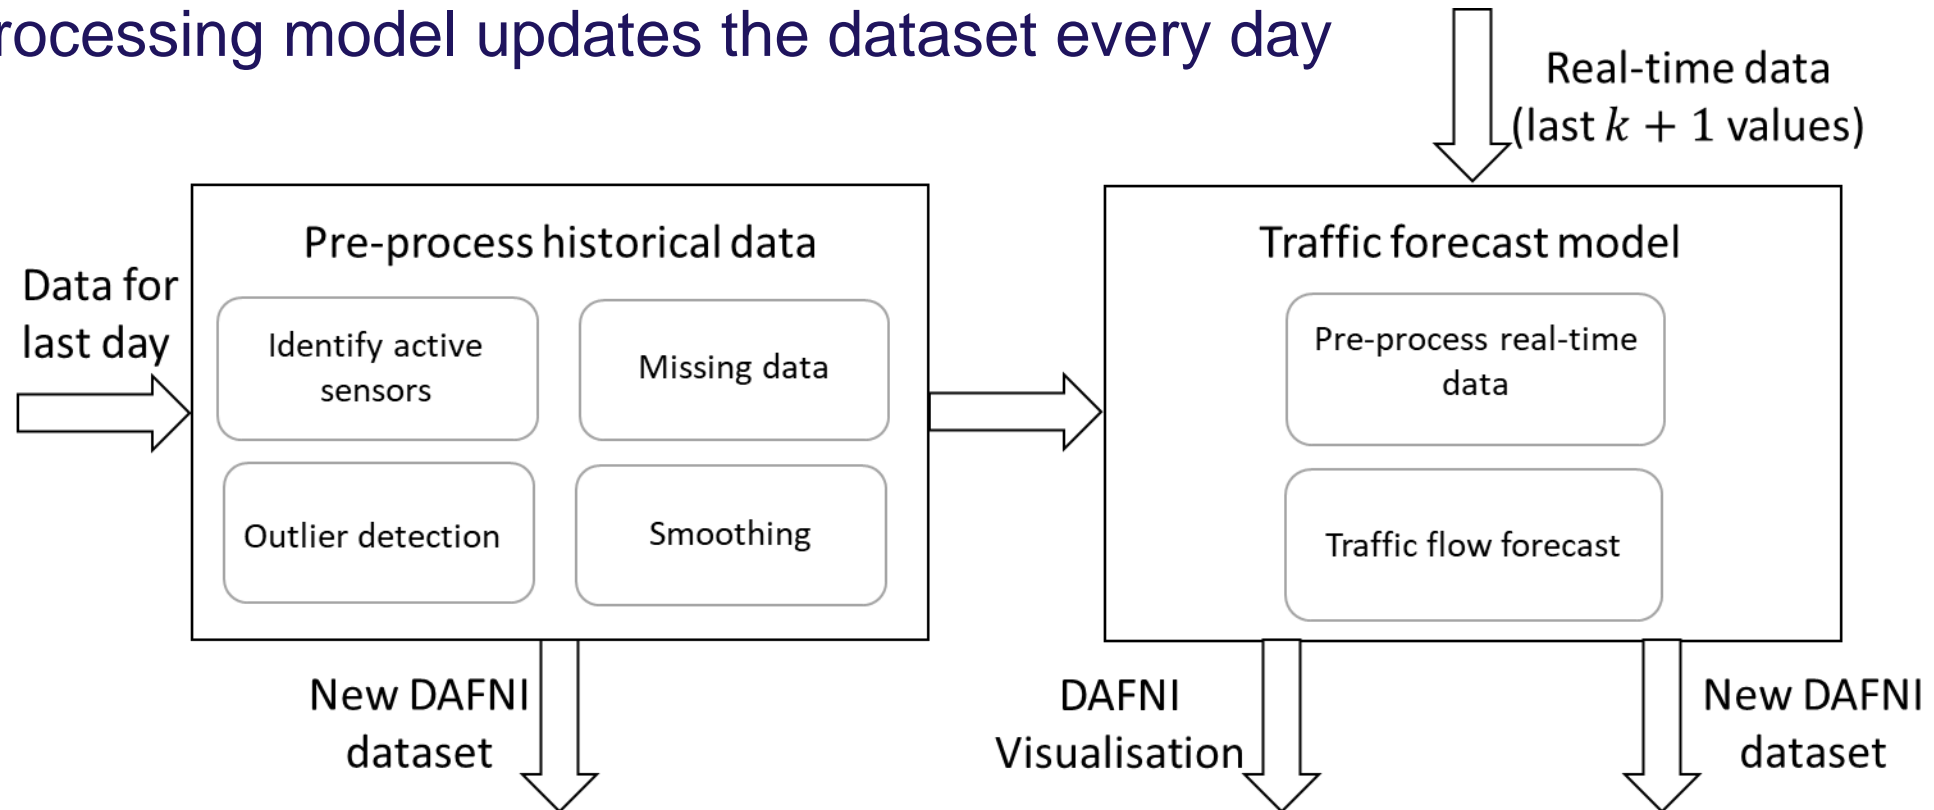 rocessing model updates the dataset every day
Real-time data
(last k + 1 values)
Pre-process historical data
Traffic forecast model
Data for
last day
Identify active
sensors
Missing data
Pre-process real-time
data
Outlier detection
Smoothing
Traffic flow forecast
New DAFNI
dataset
DAFNI
Visualisation
New DAFNI
dataset